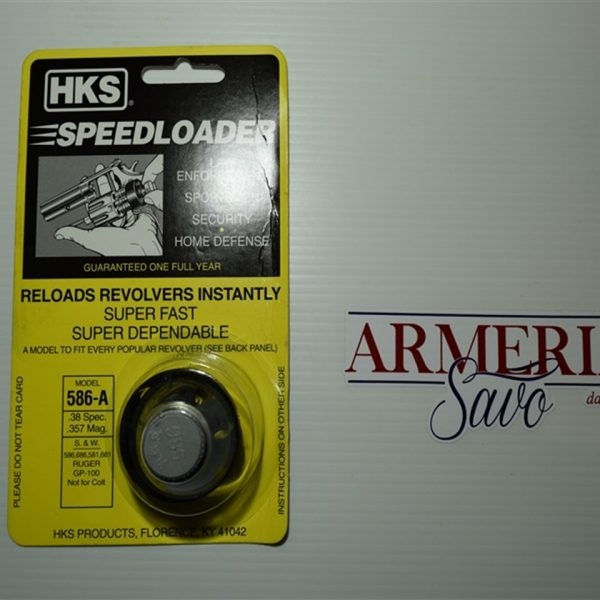 HKS
SPEEDLOADER
ENFORCE
SPO
SECURITY
HOME DEFENSE
GUARANTEED ONE FULL YEAR
RELOADS REVOLVERS INSTANTLY
SUPER FAST
SUPER DEPENDABLE
A MODEL TO FIT EVERY POPULAR REVOLVER (SEE BACK PANEL)
PLEASE DO NOT TEAR CARD
MODEL
586-A
.38 Spec.
.357 Mag.
S. & W.
586,686,581,681
RUGER
GP-100
Not for Colt
INSTRUCTIONS ON OTHER SIDE
HKS PRODUCTS, FLORENCE, KY 41042
ARMERIA
Savo
da